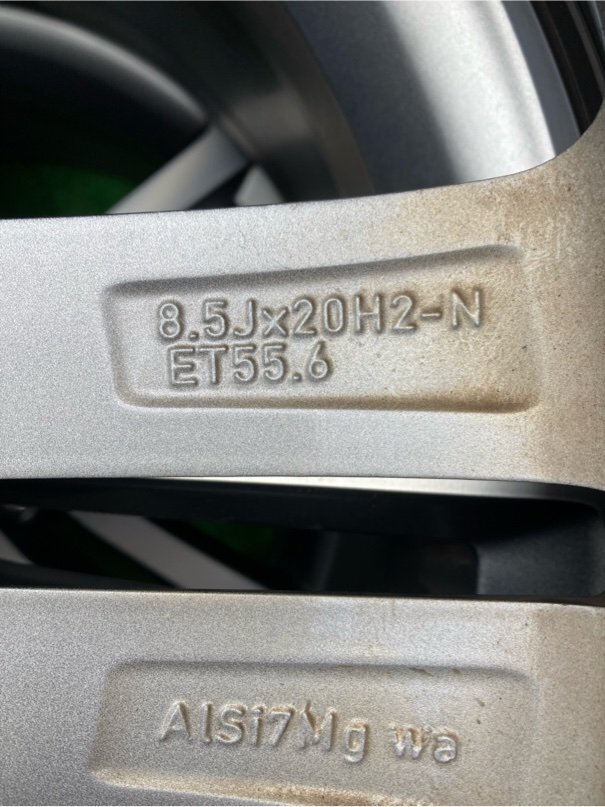 8.5Jx20H2-N
ET55.6
AlSi7Mg wa